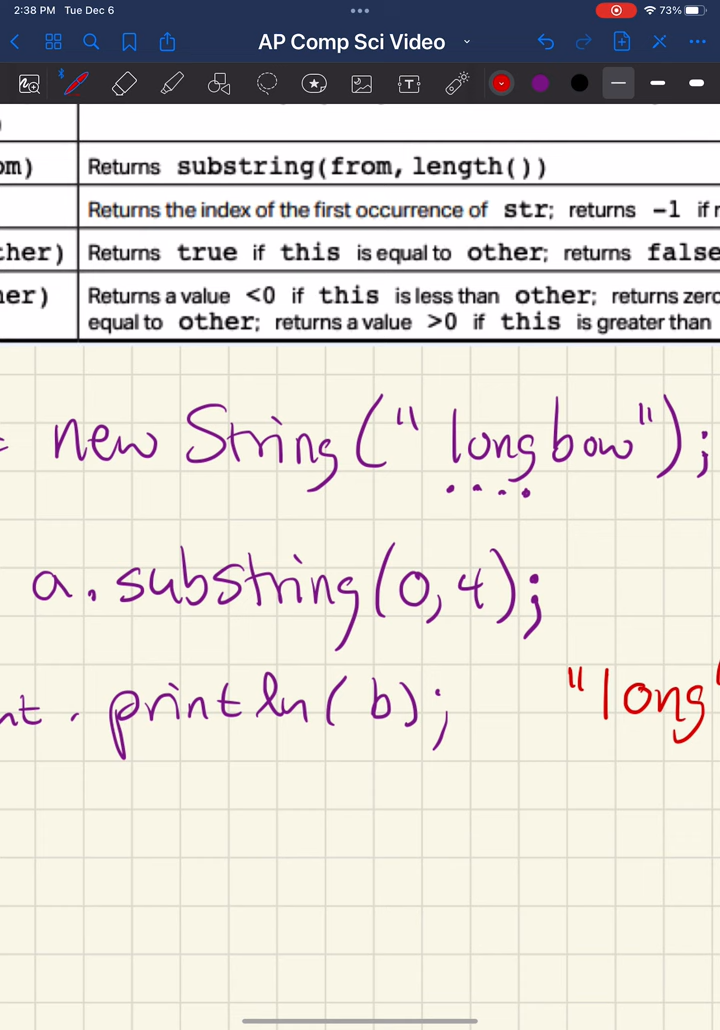 2:38 PM Tue Dec 6
73%
AP Comp Sci Video
T
)
om) Returns substring(from, length())
Returns the index of the first occurrence of str; returns -1 if
ther) Returns true if this is equal to other; returns false
her) Returns a value <0 if this is less than other; returns zero
equal to other; returns a value >0 if this is greater than
= new String("longbow");
a.substring(0,4);
nt.println(b);
"long"